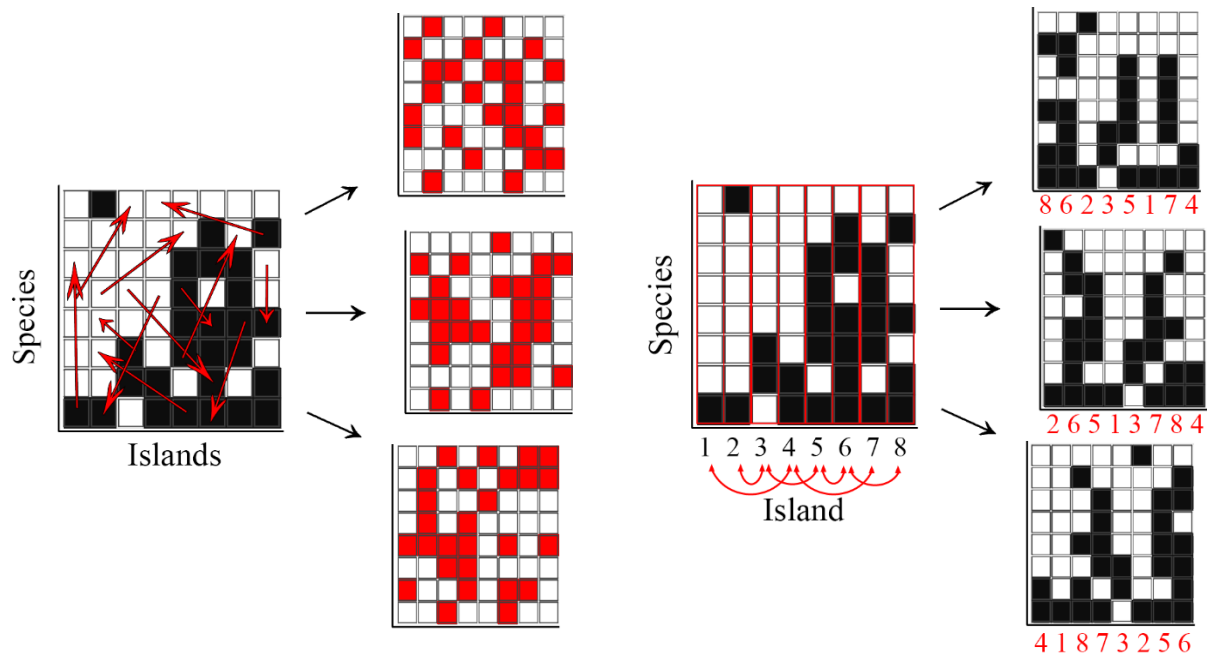 Species
Islands
Species
1 2 3 4 5 6 7 8
Island
8 6 2 3 5 1 7 4
2 6 5 1 3 7 8 4
4 1 8 7 3 2 5 6